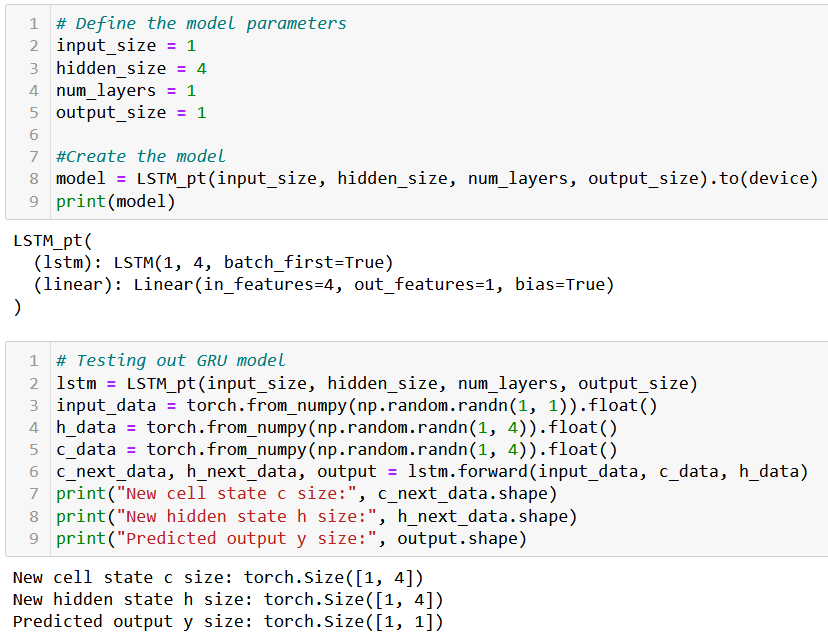 1 # Define the model parameters
2 input_size = 1
3 hidden_size = 4
4 num_layers = 1
5 output_size = 1
6
7 #Create the model
8 model = LSTM_pt(input_size, hidden_size, num_layers, output_size).to(device)
9 print(model)
LSTM_pt(
  (lstm): LSTM(1, 4, batch_first=True)
  (linear): Linear(in_features=4, out_features=1, bias=True)
)
1 # Testing out GRU model
2 lstm = LSTM_pt(input_size, hidden_size, num_layers, output_size)
3 input_data = torch.from_numpy(np.random.randn(1, 1)).float()
4 h_data = torch.from_numpy(np.random.randn(1, 4)).float()
5 c_data = torch.from_numpy(np.random.randn(1, 4)).float()
6 c_next_data, h_next_data, output = lstm.forward(input_data, c_data, h_data)
7 print("New cell state c size:", c_next_data.shape)
8 print("New hidden state h size:", h_next_data.shape)
9 print("Predicted output y size:", output.shape)
New cell state c size: torch.Size([1, 4])
New hidden state h size: torch.Size([1, 4])
Predicted output y size: torch.Size([1, 1])